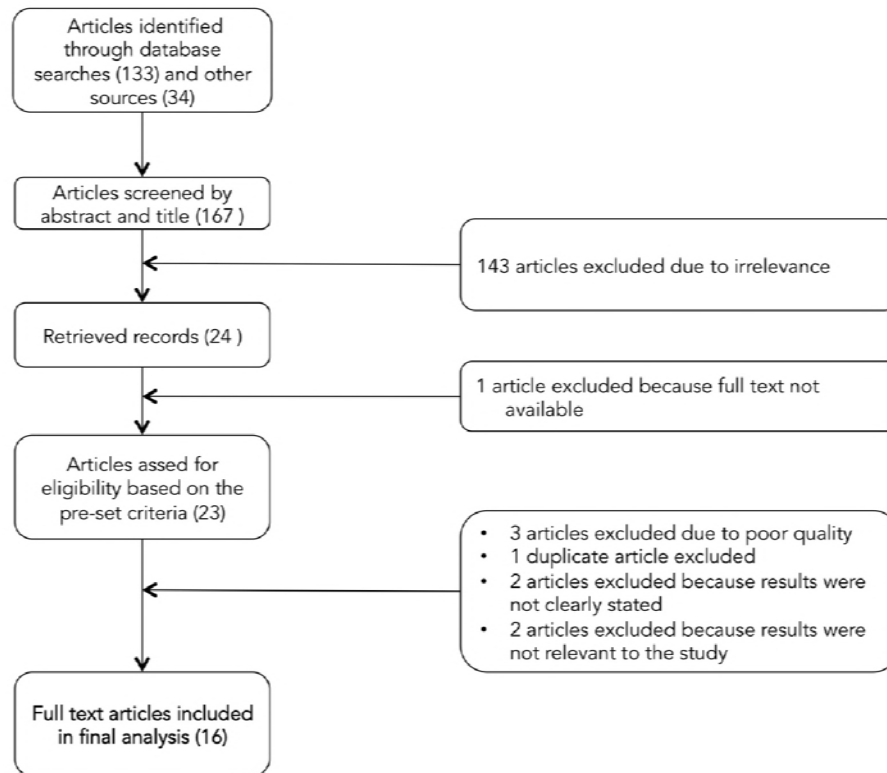 Articles identified
through database
searches (133) and other
sources (34)
Articles screened by
abstract and title (167 )
143 articles excluded due to irrelevance
Retrieved records (24 )
1 article excluded because full text not
available
Articles assed for
eligibility based on the
pre-set criteria (23)
• 3 articles excluded due to poor quality
• 1 duplicate article excluded
• 2 articles excluded because results were
not clearly stated
• 2 articles excluded because results were
not relevant to the study
Full text articles included
in final analysis (16)